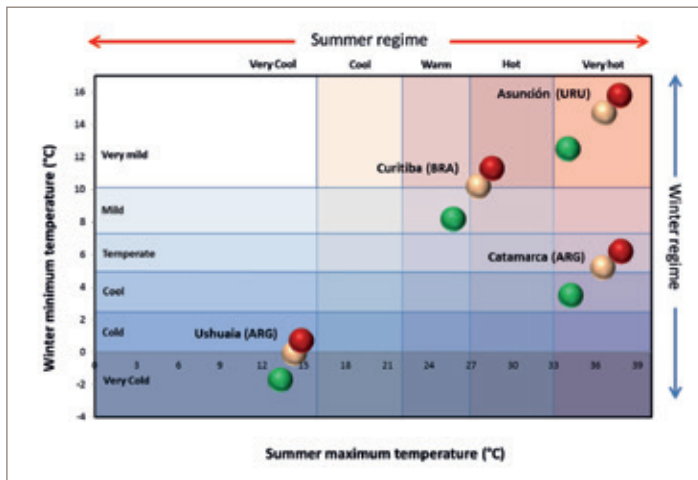 Summer regime
Very Cool Cool Warm Hot Very hot
Winter minimum temperature (°C)
16
14
12
10
8
6
4
2
0
-2
-4
Asunción (URU)
Very mild
Curitiba (BRA)
Mild
Temperate
Catamarca (ARG)
Cool
Cold
Ushuaia (ARG)
0 3 6 9 12 15 18 21 24 27 30 33 36 39
Very Cold
Winter regime
Summer maximum temperature (°C)